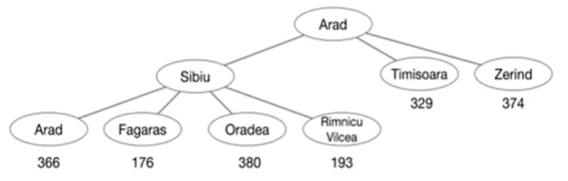 Arad
Sibiu
Timisoara
Zerind
329
374
Arad
Fagaras
Oradea
Rimnicu
Vilcea
366
176
380
193